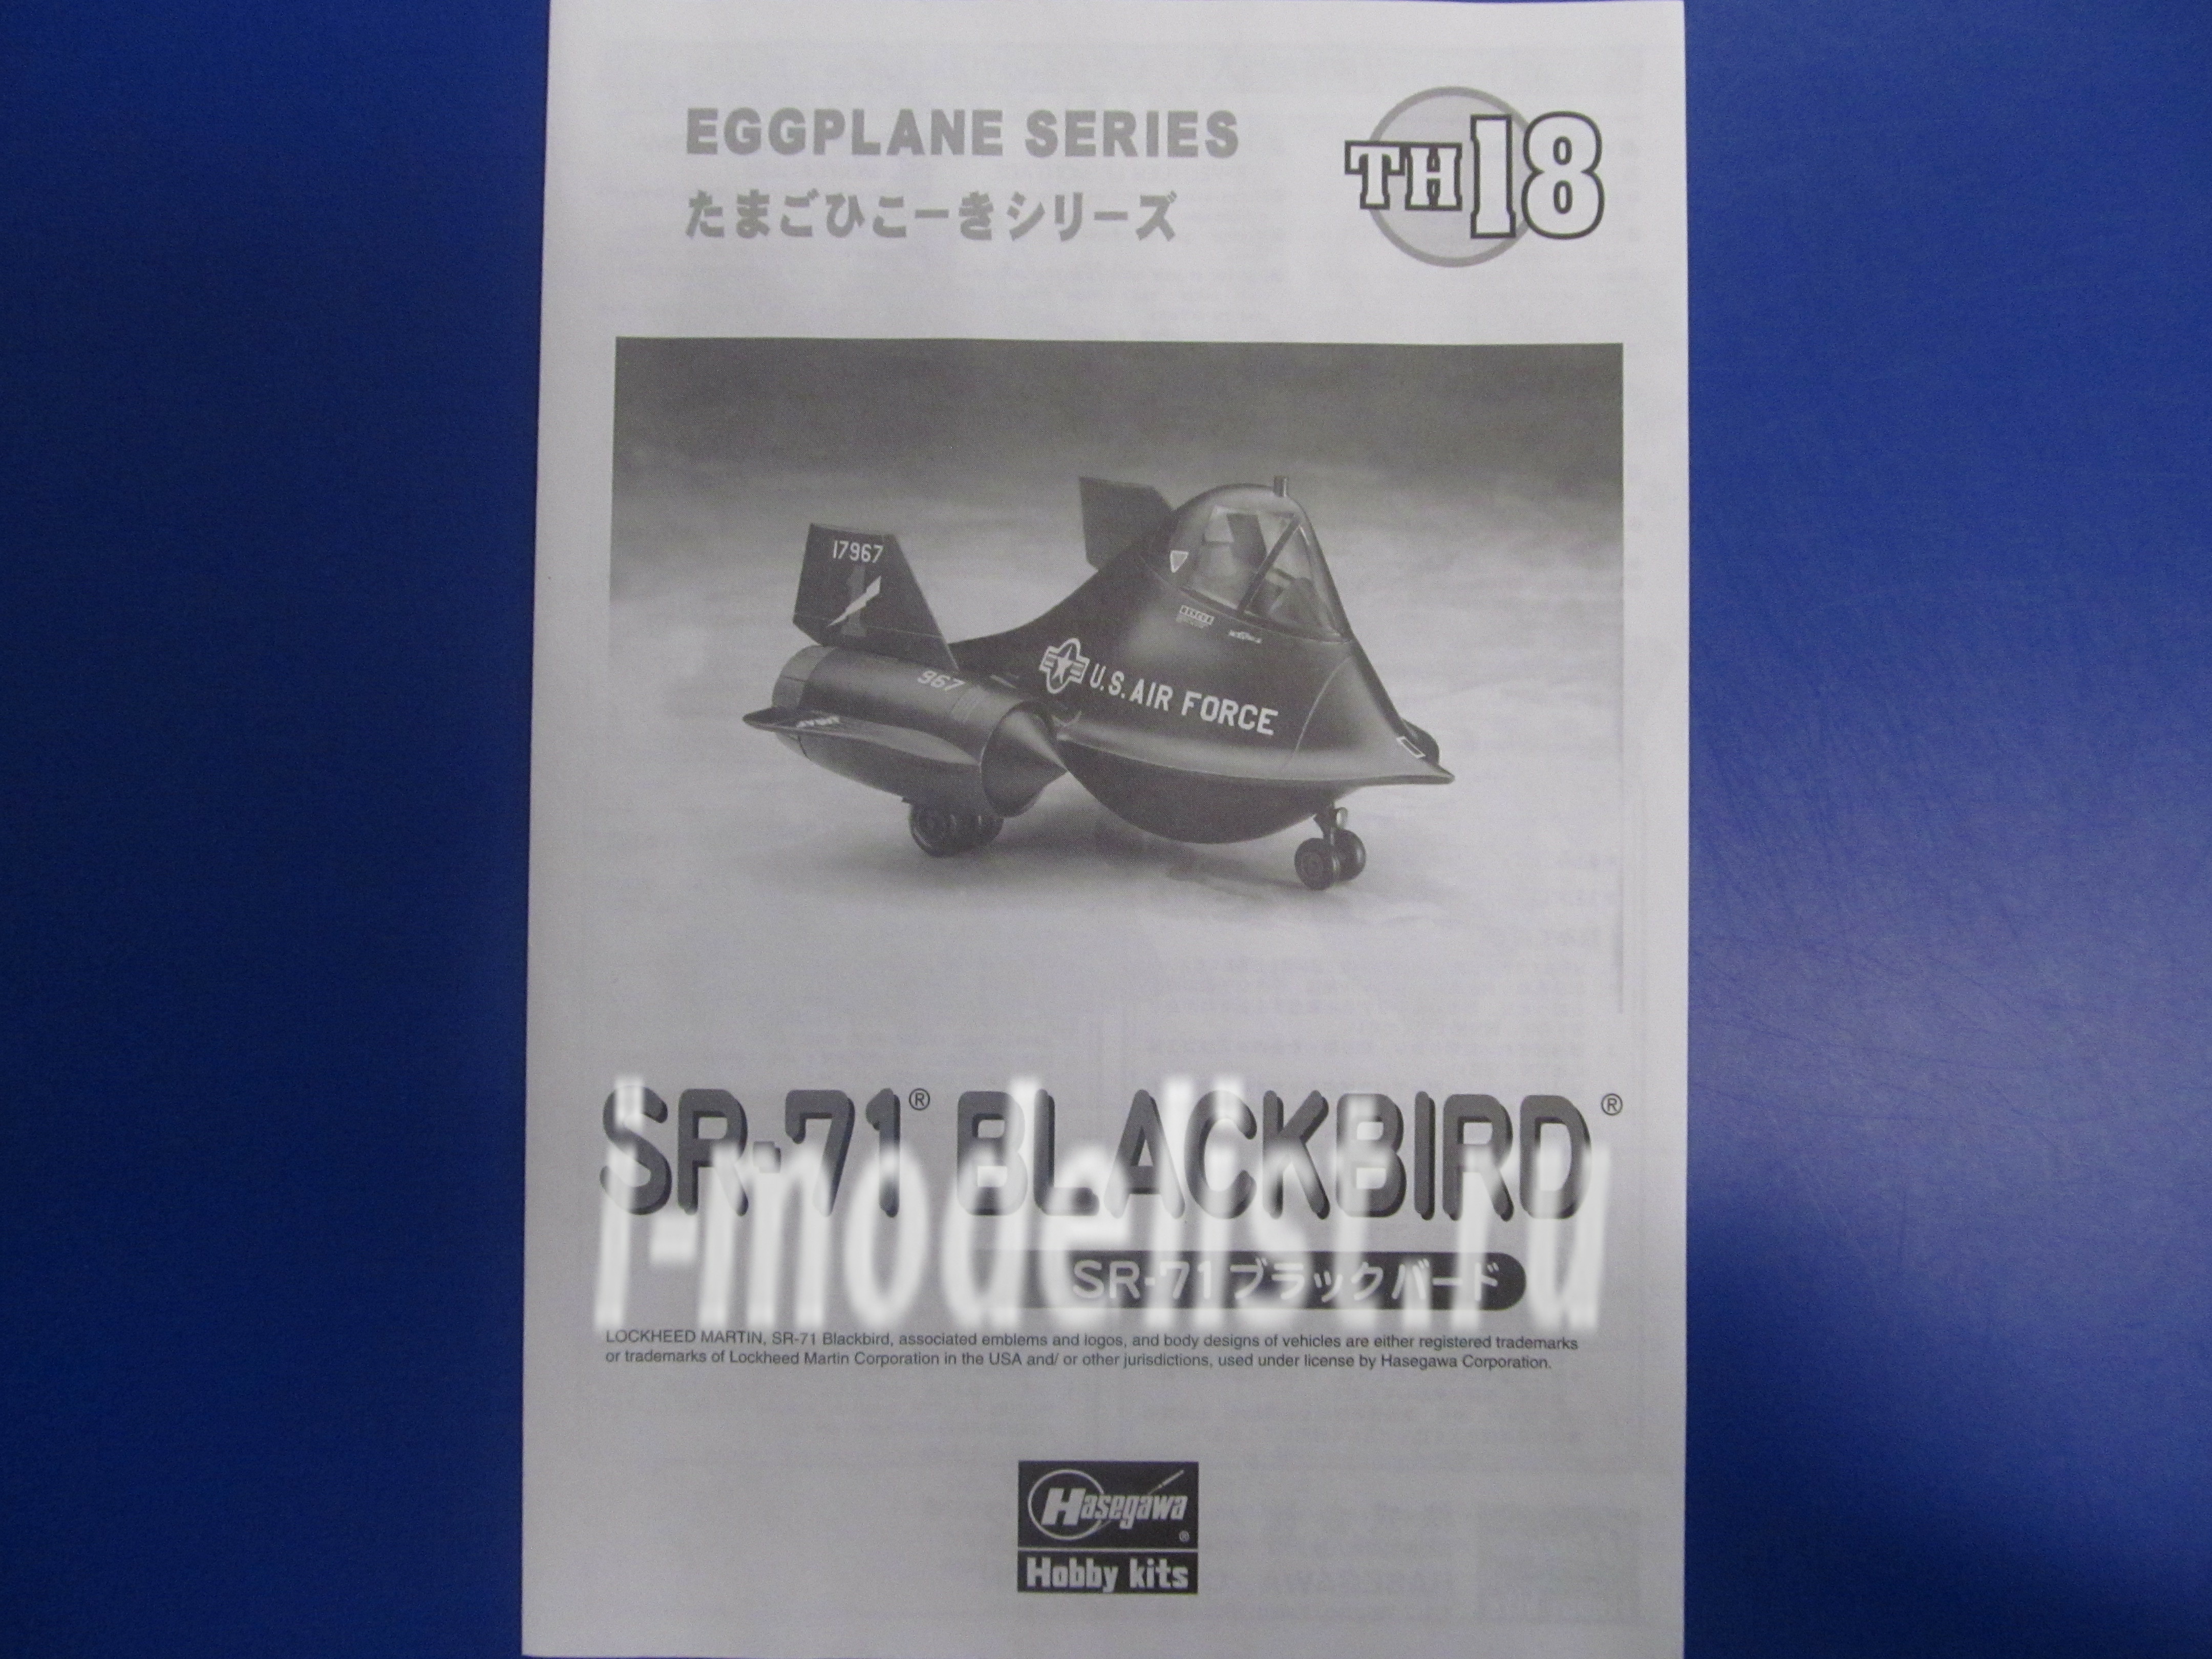 EGGPLANE SERIES
たまごひこーきシリーズ
TH18
17967
1
967
U.S. AIR FORCE
SR-71® BLACKBIRD®
i-modelist.ru
SR-71ブラックバード
LOCKHEED MARTIN, SR-71 Blackbird, associated emblems and logos, and body designs of vehicles are either registered trademarks
or trademarks of Lockheed Martin Corporation in the USA and/ or other jurisdictions, used under license by Hasegawa Corporation.
Hasegawa®
Hobby kits